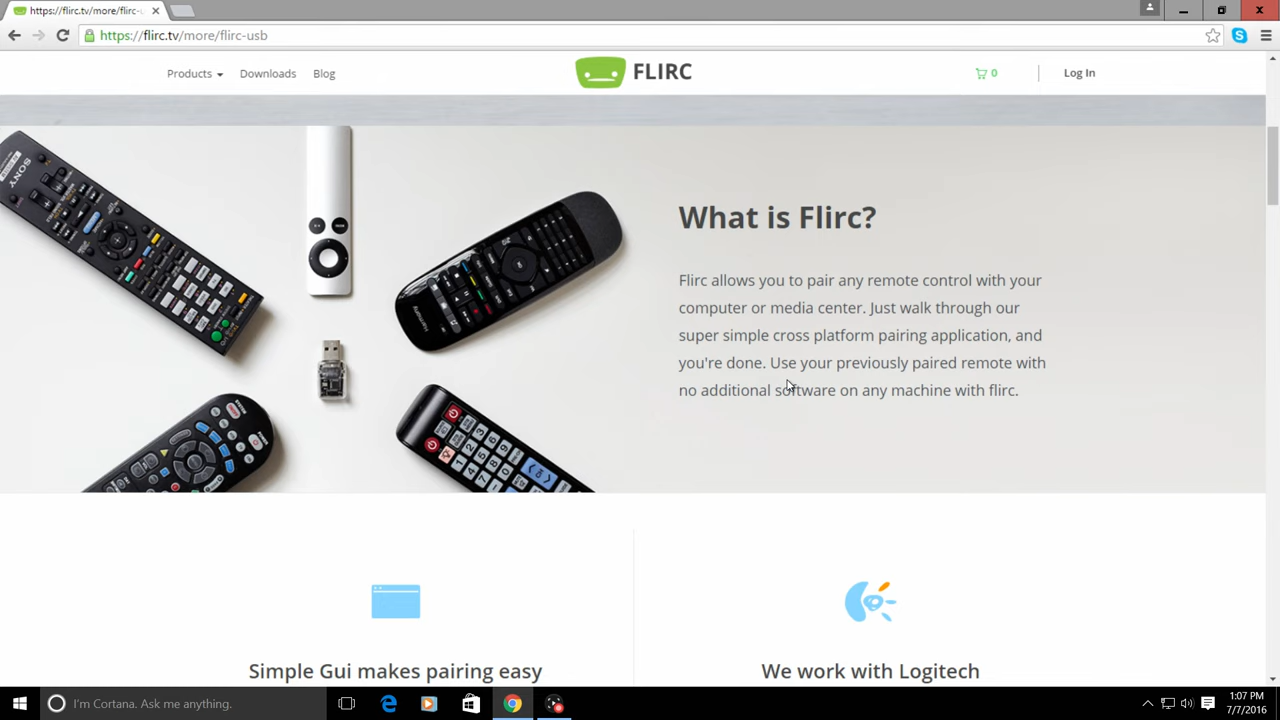 https://flirc.tv/more/flirc-u
https://flirc.tv/more/flirc-usb
Products
Downloads
Blog
FLIRC
0
Log In
SONY
Harmony
What is Flirc?
Flirc allows you to pair any remote control with your
computer or media center. Just walk through our
super simple cross platform pairing application, and
you're done. Use your previously paired remote with
no additional software on any machine with flirc.
Simple Gui makes pairing easy
We work with Logitech
I'm Cortana. Ask me anything.
1:07 PM
7/7/2016